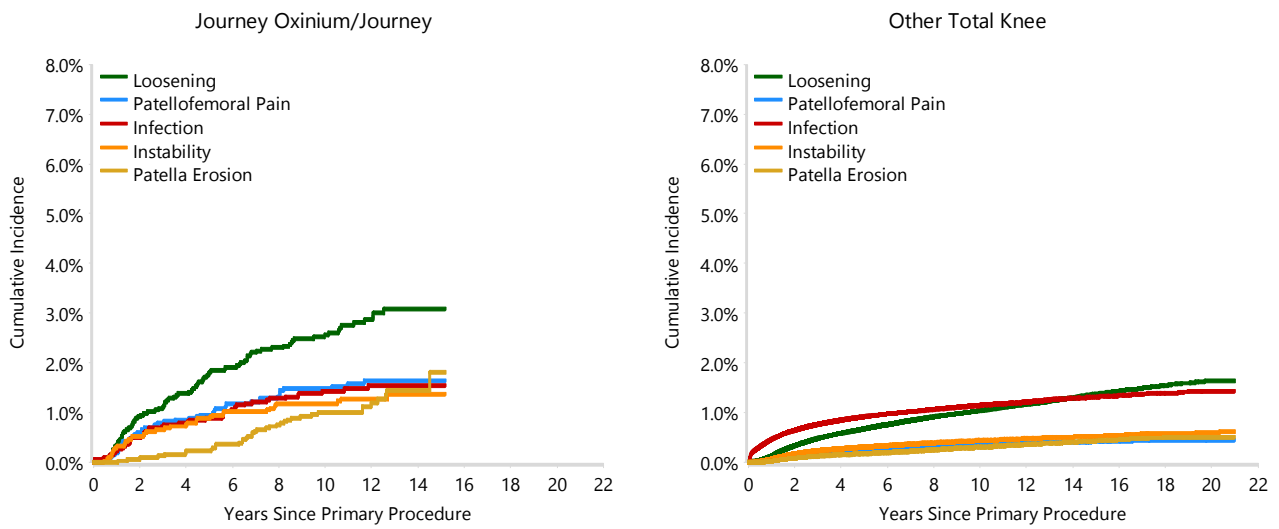 Journey Oxinium/Journey
8.0%
7.0%
6.0%
5.0%
4.0%
3.0%
2.0%
1.0%
0.0%
Cumulative Incidence
Loosening
Patellofemoral Pain
Infection
Instability
Patella Erosion
0 2 4 6 8 10 12 14 16 18 20 22
Years Since Primary Procedure
Other Total Knee
8.0%
7.0%
6.0%
5.0%
4.0%
3.0%
2.0%
1.0%
0.0%
Cumulative Incidence
Loosening
Patellofemoral Pain
Infection
Instability
Patella Erosion
0 2 4 6 8 10 12 14 16 18 20 22
Years Since Primary Procedure